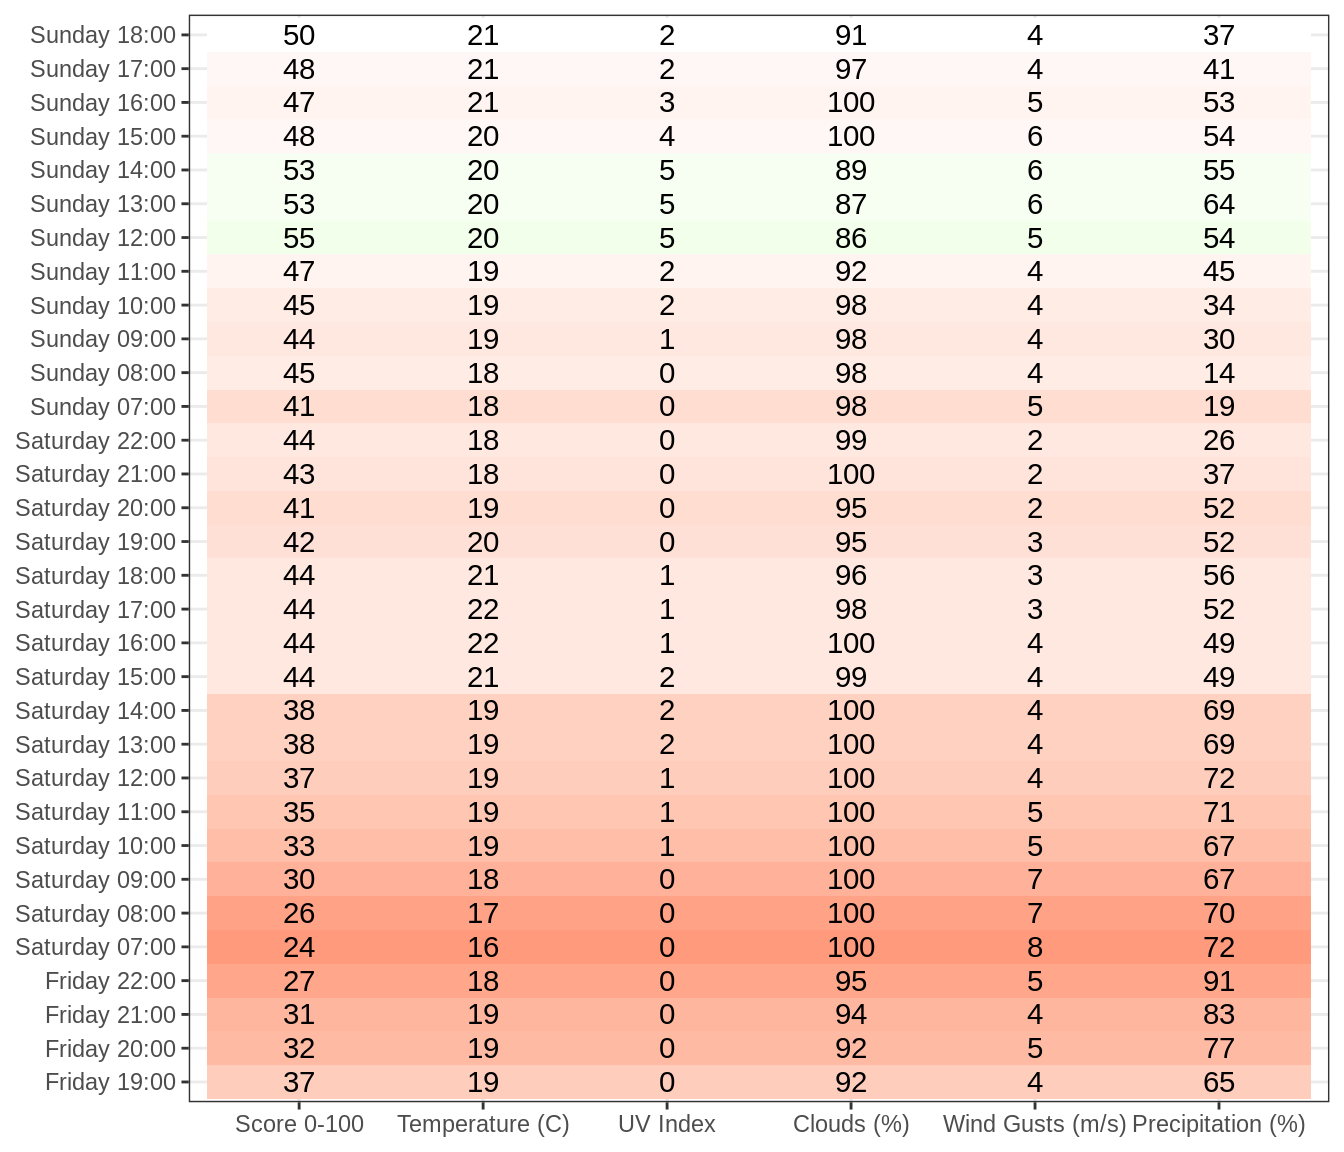 Sunday 18:00 50 21 2 91 4 37
Sunday 17:00 48 21 2 97 4 41
Sunday 16:00 47 21 3 100 5 53
Sunday 15:00 48 20 4 100 6 54
Sunday 14:00 53 20 5 89 6 55
Sunday 13:00 53 20 5 87 6 64
Sunday 12:00 55 20 5 86 5 54
Sunday 11:00 47 19 2 92 4 45
Sunday 10:00 45 19 2 98 4 34
Sunday 09:00 44 19 1 98 4 30
Sunday 08:00 45 18 0 98 4 14
Sunday 07:00 41 18 0 98 5 19
Saturday 22:00 44 18 0 99 2 26
Saturday 21:00 43 18 0 100 2 37
Saturday 20:00 41 19 0 95 2 52
Saturday 19:00 42 20 0 95 3 52
Saturday 18:00 44 21 1 96 3 56
Saturday 17:00 44 22 1 98 3 52
Saturday 16:00 44 22 1 100 4 49
Saturday 15:00 44 21 2 99 4 49
Saturday 14:00 38 19 2 100 4 69
Saturday 13:00 38 19 2 100 4 69
Saturday 12:00 37 19 1 100 4 72
Saturday 11:00 35 19 1 100 5 71
Saturday 10:00 33 19 1 100 5 67
Saturday 09:00 30 18 0 100 7 67
Saturday 08:00 26 17 0 100 7 70
Saturday 07:00 24 16 0 100 8 72
Friday 22:00 27 18 0 95 5 91
Friday 21:00 31 19 0 94 4 83
Friday 20:00 32 19 0 92 5 77
Friday 19:00 37 19 0 92 4 65
Score 0-100 Temperature (C) UV Index Clouds (%) Wind Gusts (m/s) Precipitation (%)